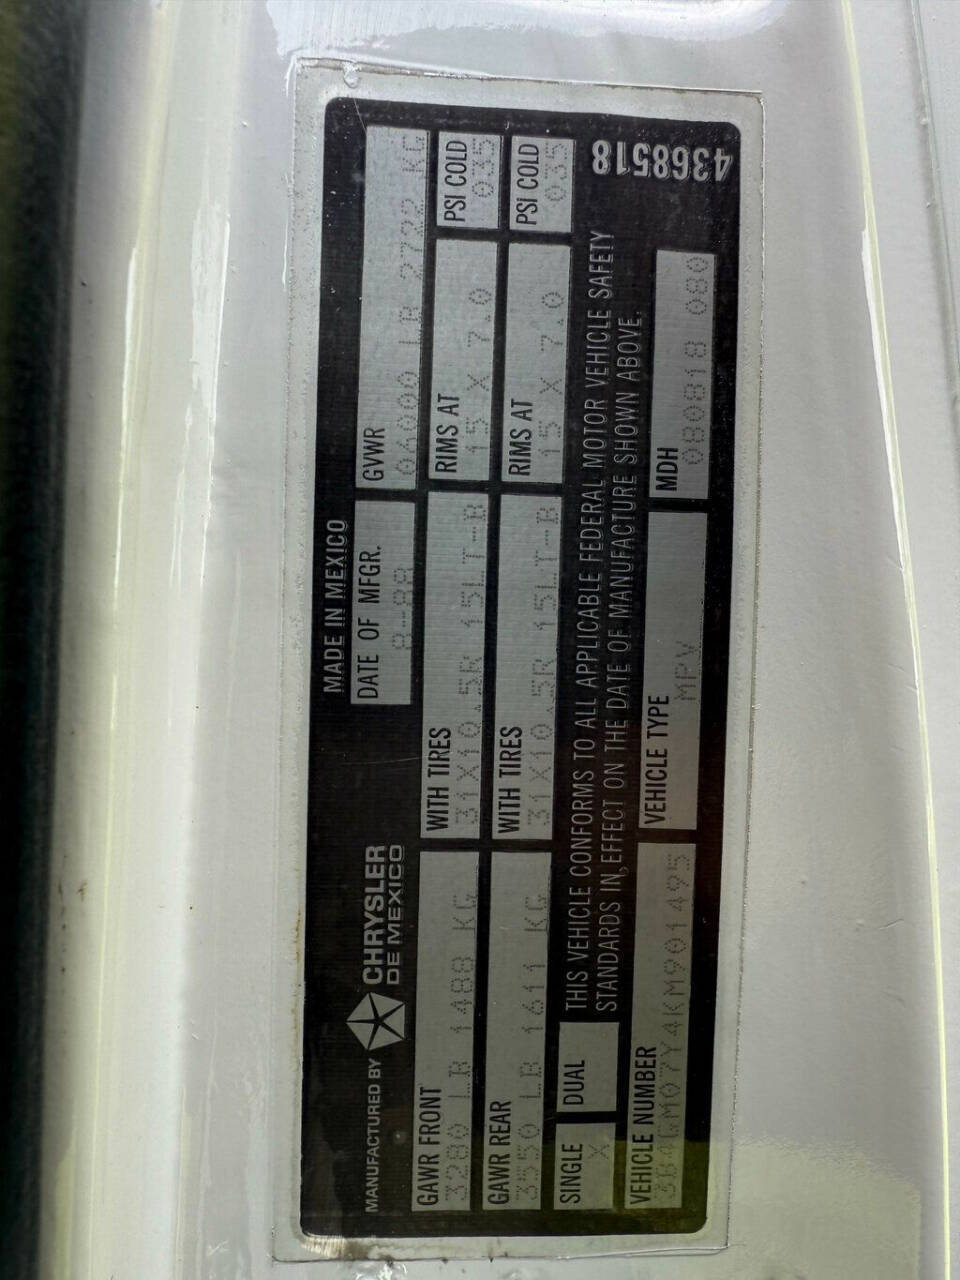 MADE IN MEXICO
MANUFACTURED BY CHRYSLER
DE MEXICO
DATE OF MFGR.
8-88
GVWR
06000 LB 2722 KG
GAWR FRONT
3280 LB 1488 KG
WITH TIRES
31X10.5R 15LT-B
RIMS AT
15 X 7.0
PSI COLD
035
GAWR REAR
3550 LB 1611 KG
WITH TIRES
31X10.5R 15LT-B
RIMS AT
15 X 7.0
PSI COLD
035
SINGLE
X
DUAL
THIS VEHICLE CONFORMS TO ALL APPLICABLE FEDERAL MOTOR VEHICLE SAFETY
STANDARDS IN EFFECT ON THE DATE OF MANUFACTURE SHOWN ABOVE.
VEHICLE NUMBER
3B4GM07Y4KM901495
VEHICLE TYPE
MPV
MDH
080818 080
4368518